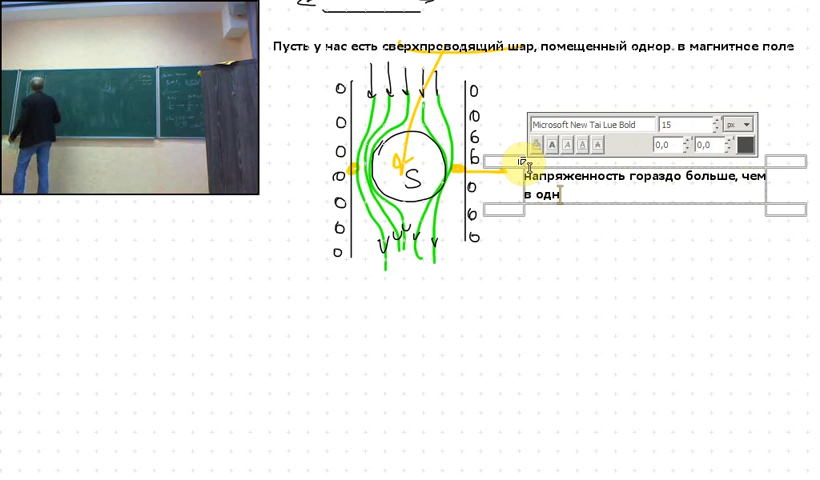 Пусть у нас есть сверхпроводящий шар, помещенный однор. в магнитное поле
S
Microsoft New Tai Lue Bold 15 px
A A A A A 0,0 0,0
напряженность гораздо больше, чем
в одн